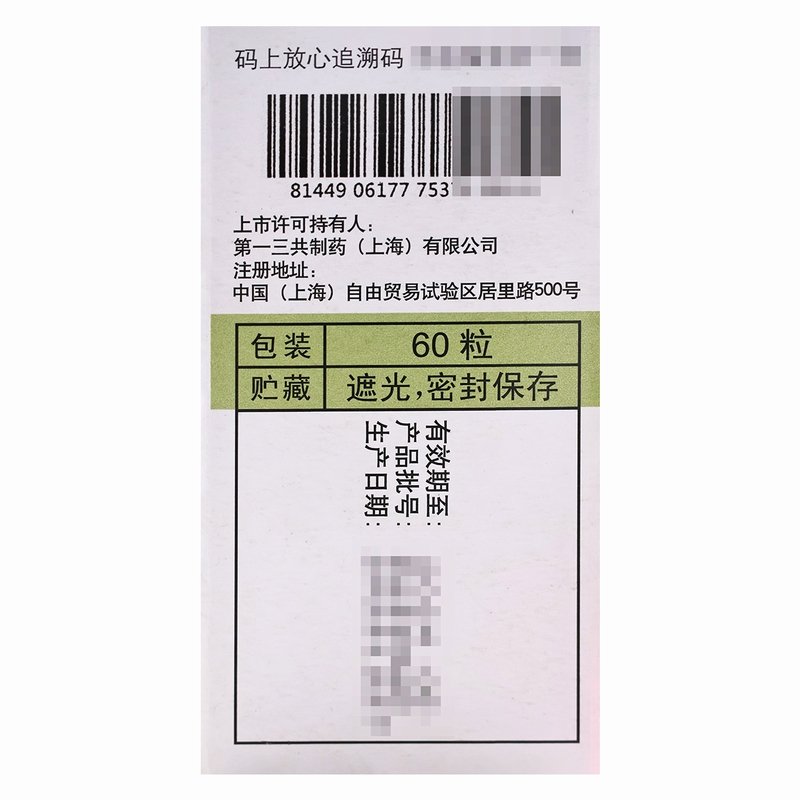 码上放心追溯码
81449 06177 753
上市许可持有人：
第一三共制药（上海）有限公司
注册地址：
中国（上海）自由贸易试验区居里路500号
包装 60 粒
贮藏 遮光，密封保存
有效期至：
产品批号：
生产日期：